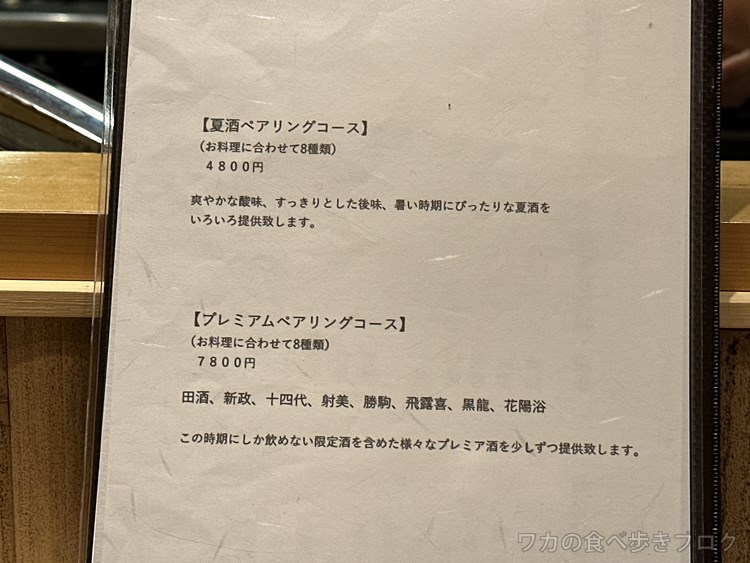 【夏酒ペアリングコース】
（お料理に合わせて8種類）
４８００円
爽やかな酸味、すっきりとした後味、暑い時期にぴったりな夏酒を
いろいろ提供致します。
【プレミアムペアリングコース】
（お料理に合わせて8種類）
７８００円
田酒、新政、十四代、射美、勝駒、飛露喜、黒龍、花陽浴
この時期にしか飲めない限定酒を含めた様々なプレミア酒を少しずつ提供致します。
ワカの食べ歩きブログ